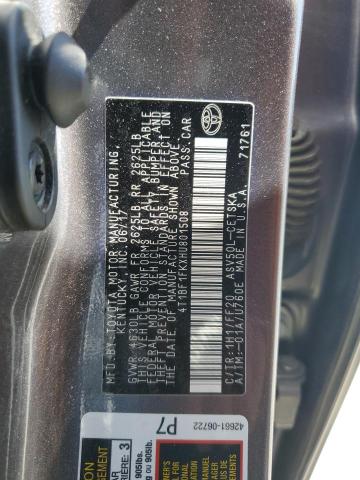 MFD BY:TOYOTA MOTOR MANUFACTURING,
KENTUCKY, INC. 06/17
GVWR 4630LB GAWR FR 2625LB, RR 2625LB
THIS VEHICLE CONFORMS TO ALL APPLICABLE
FEDERAL MOTOR VEHICLE SAFETY, BUMPER, AND
THEFT PREVENTION STANDARDS IN EFFECT ON
THE DATE OF MANUFACTURE SHOWN ABOVE.
4T1BF1FKXHU801508 PASS. CAR
C/TR: 4H1/FF20 ASV50L-CETSKA
A/TM: -01A/U760E MADE IN U.S.A.
71761
42661-06722
P7